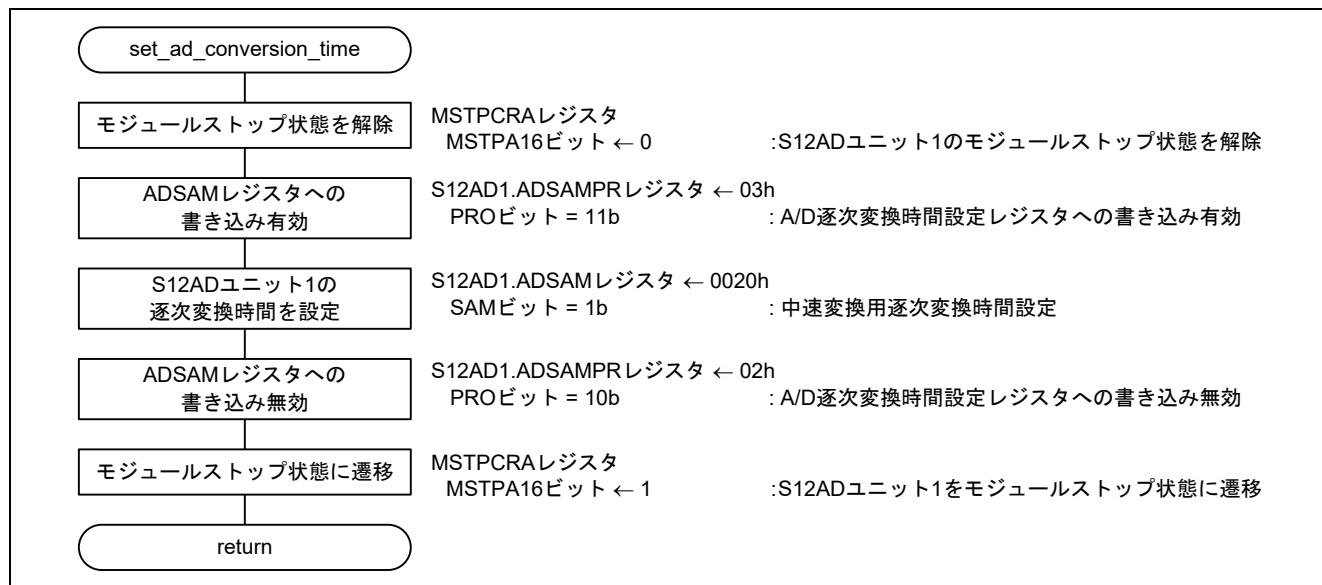 set_ad_conversion_time
モジュールストップ状態を解除
MSTPCRAレジスタ
MSTPA16ビット ← 0 :S12ADユニット1のモジュールストップ状態を解除
ADSAMレジスタへの
書き込み有効
S12AD1.ADSAMPRレジスタ ← 03h
PROビット = 11b : A/D逐次変換時間設定レジスタへの書き込み有効
S12ADユニット1の
逐次変換時間を設定
S12AD1.ADSAMレジスタ ← 0020h
SAMビット = 1b : 中速変換用逐次変換時間設定
ADSAMレジスタへの
書き込み無効
S12AD1.ADSAMPRレジスタ ← 02h
PROビット = 10b : A/D逐次変換時間設定レジスタへの書き込み無効
モジュールストップ状態に遷移
MSTPCRAレジスタ
MSTPA16ビット ← 1 :S12ADユニット1をモジュールストップ状態に遷移
return